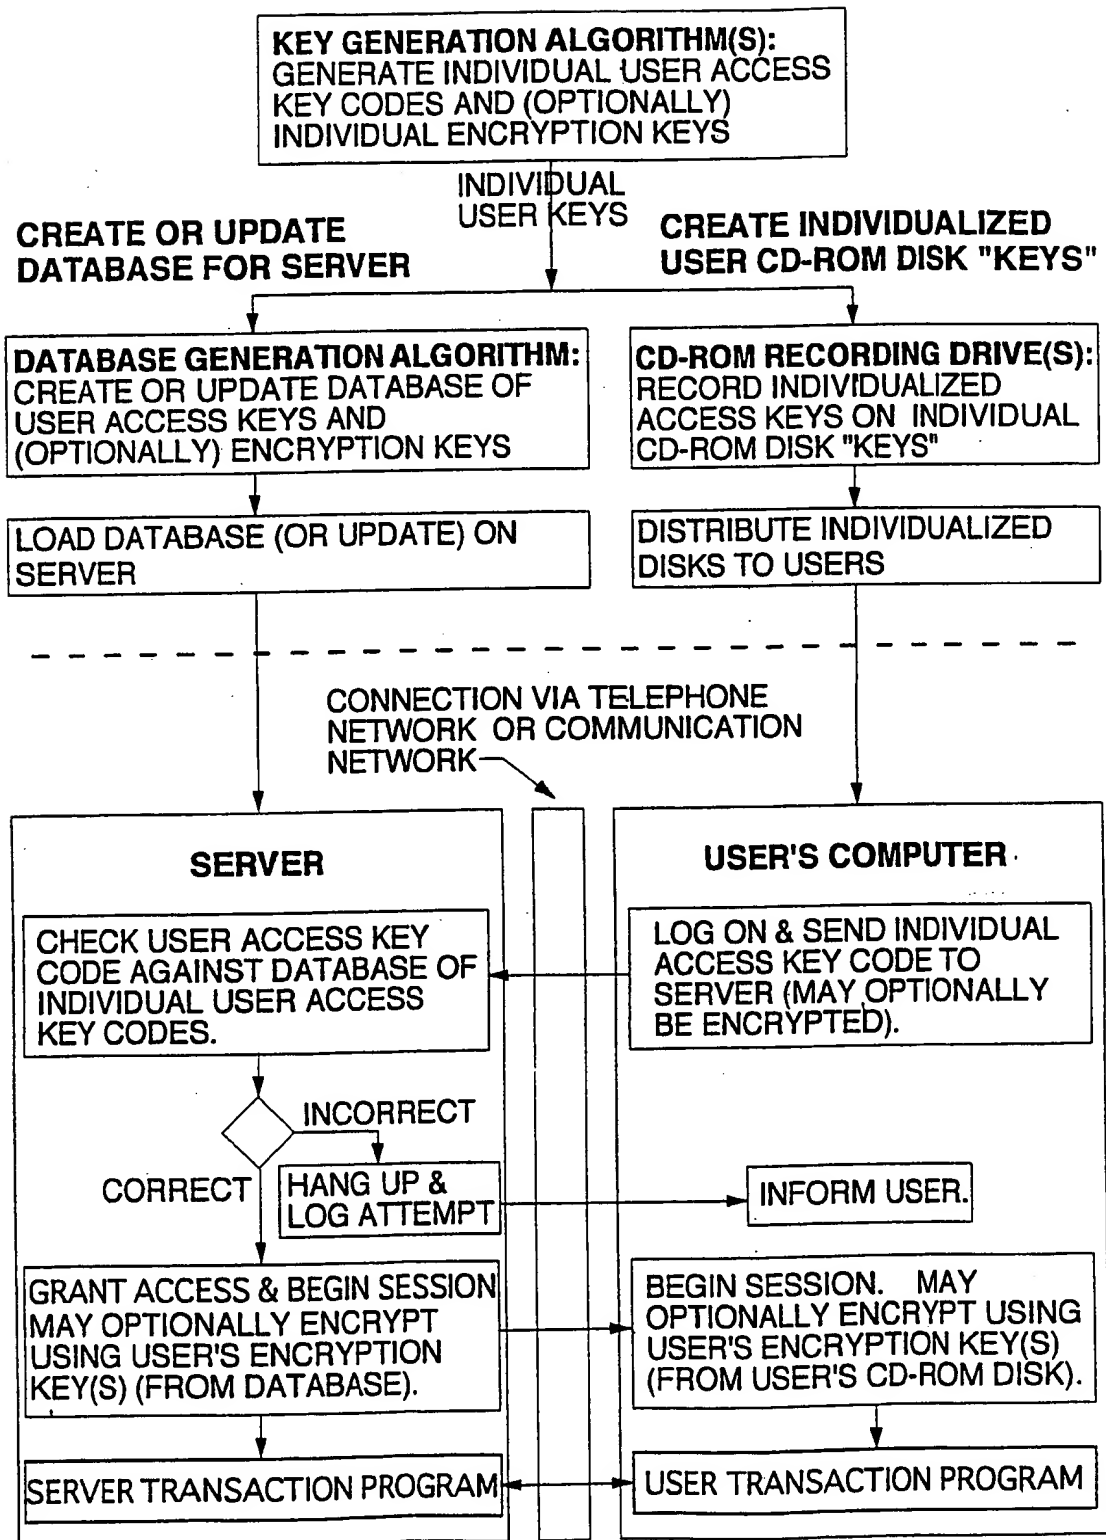 KEY GENERATION ALGORITHM(S):
GENERATE INDIVIDUAL USER ACCESS
KEY CODES AND (OPTIONALLY)
INDIVIDUAL ENCRYPTION KEYS
INDIVIDUAL
USER KEYS
CREATE OR UPDATE
DATABASE FOR SERVER
CREATE INDIVIDUALIZED
USER CD-ROM DISK "KEYS"
DATABASE GENERATION ALGORITHM:
CREATE OR UPDATE DATABASE OF
USER ACCESS KEYS AND
(OPTIONALLY) ENCRYPTION KEYS
CD-ROM RECORDING DRIVE(S):
RECORD INDIVIDUALIZED
ACCESS KEYS ON INDIVIDUAL
CD-ROM DISK "KEYS"
LOAD DATABASE (OR UPDATE) ON
SERVER
DISTRIBUTE INDIVIDUALIZED
DISKS TO USERS
CONNECTION VIA TELEPHONE
NETWORK OR COMMUNICATION
NETWORK
SERVER
USER'S COMPUTER
CHECK USER ACCESS KEY
CODE AGAINST DATABASE OF
INDIVIDUAL USER ACCESS
KEY CODES.
LOG ON & SEND INDIVIDUAL
ACCESS KEY CODE TO
SERVER (MAY OPTIONALLY
BE ENCRYPTED).
INCORRECT
CORRECT
HANG UP &
LOG ATTEMPT
INFORM USER.
GRANT ACCESS & BEGIN SESSION
MAY OPTIONALLY ENCRYPT
USING USER'S ENCRYPTION
KEY(S) (FROM DATABASE).
BEGIN SESSION. MAY
OPTIONALLY ENCRYPT USING
USER'S ENCRYPTION KEY(S)
(FROM USER'S CD-ROM DISK).
SERVER TRANSACTION PROGRAM
USER TRANSACTION PROGRAM